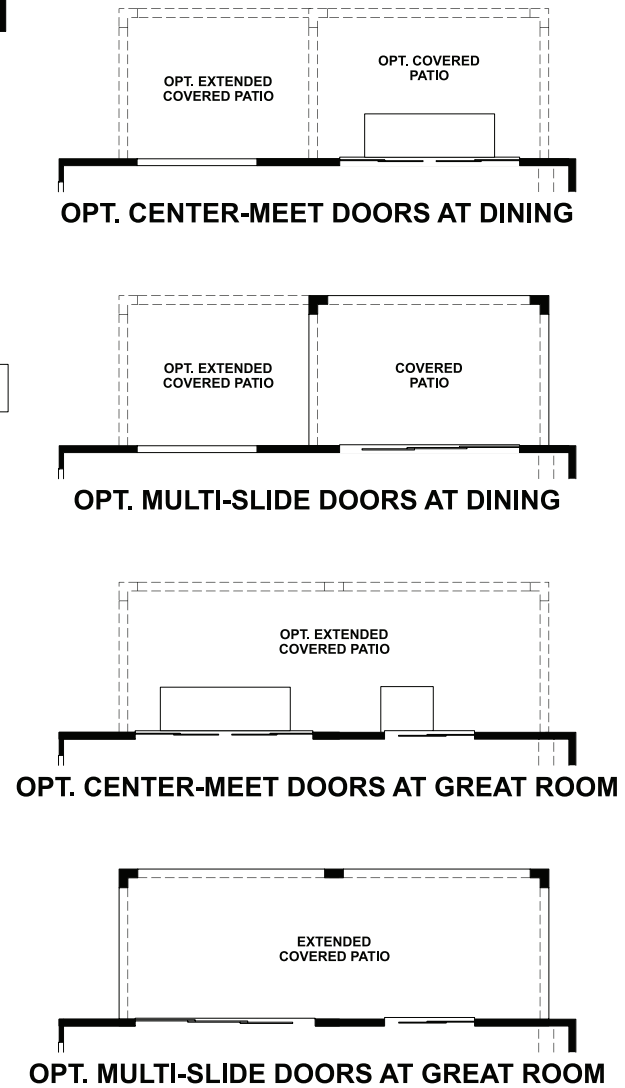 OPT. EXTENDED
COVERED PATIO
OPT. COVERED
PATIO
OPT. CENTER-MEET DOORS AT DINING
OPT. EXTENDED
COVERED PATIO
COVERED
PATIO
OPT. MULTI-SLIDE DOORS AT DINING
OPT. EXTENDED
COVERED PATIO
OPT. CENTER-MEET DOORS AT GREAT ROOM
EXTENDED
COVERED PATIO
OPT. MULTI-SLIDE DOORS AT GREAT ROOM